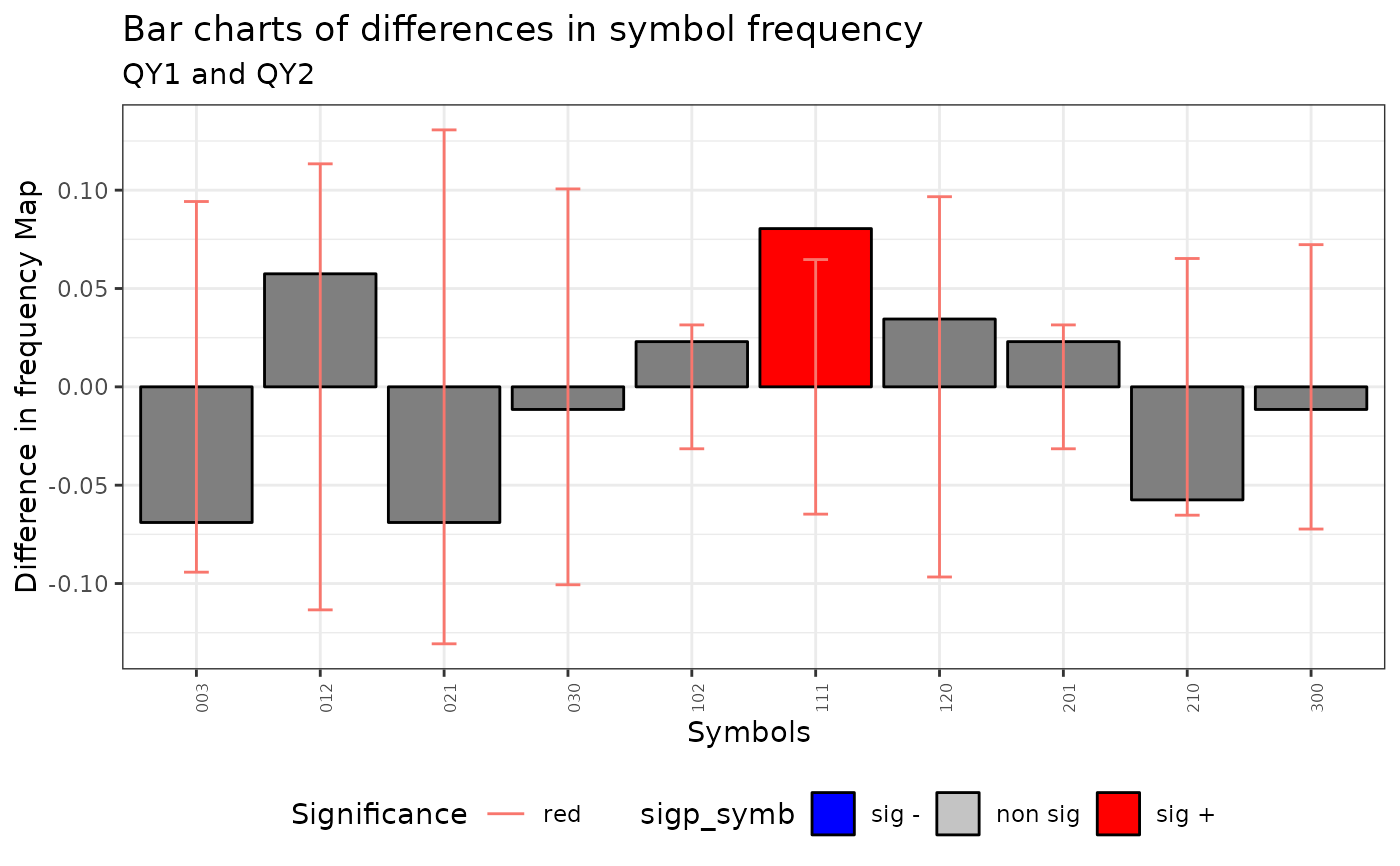 Bar charts of differences in symbol frequency
QY1 and QY2
Difference in frequency Map
0.10
0.05
0.00
-0.05
-0.10
003 012 021 030 102 111 120 201 210 300
Symbols
Significance red sigp_symb sig - non sig sig +